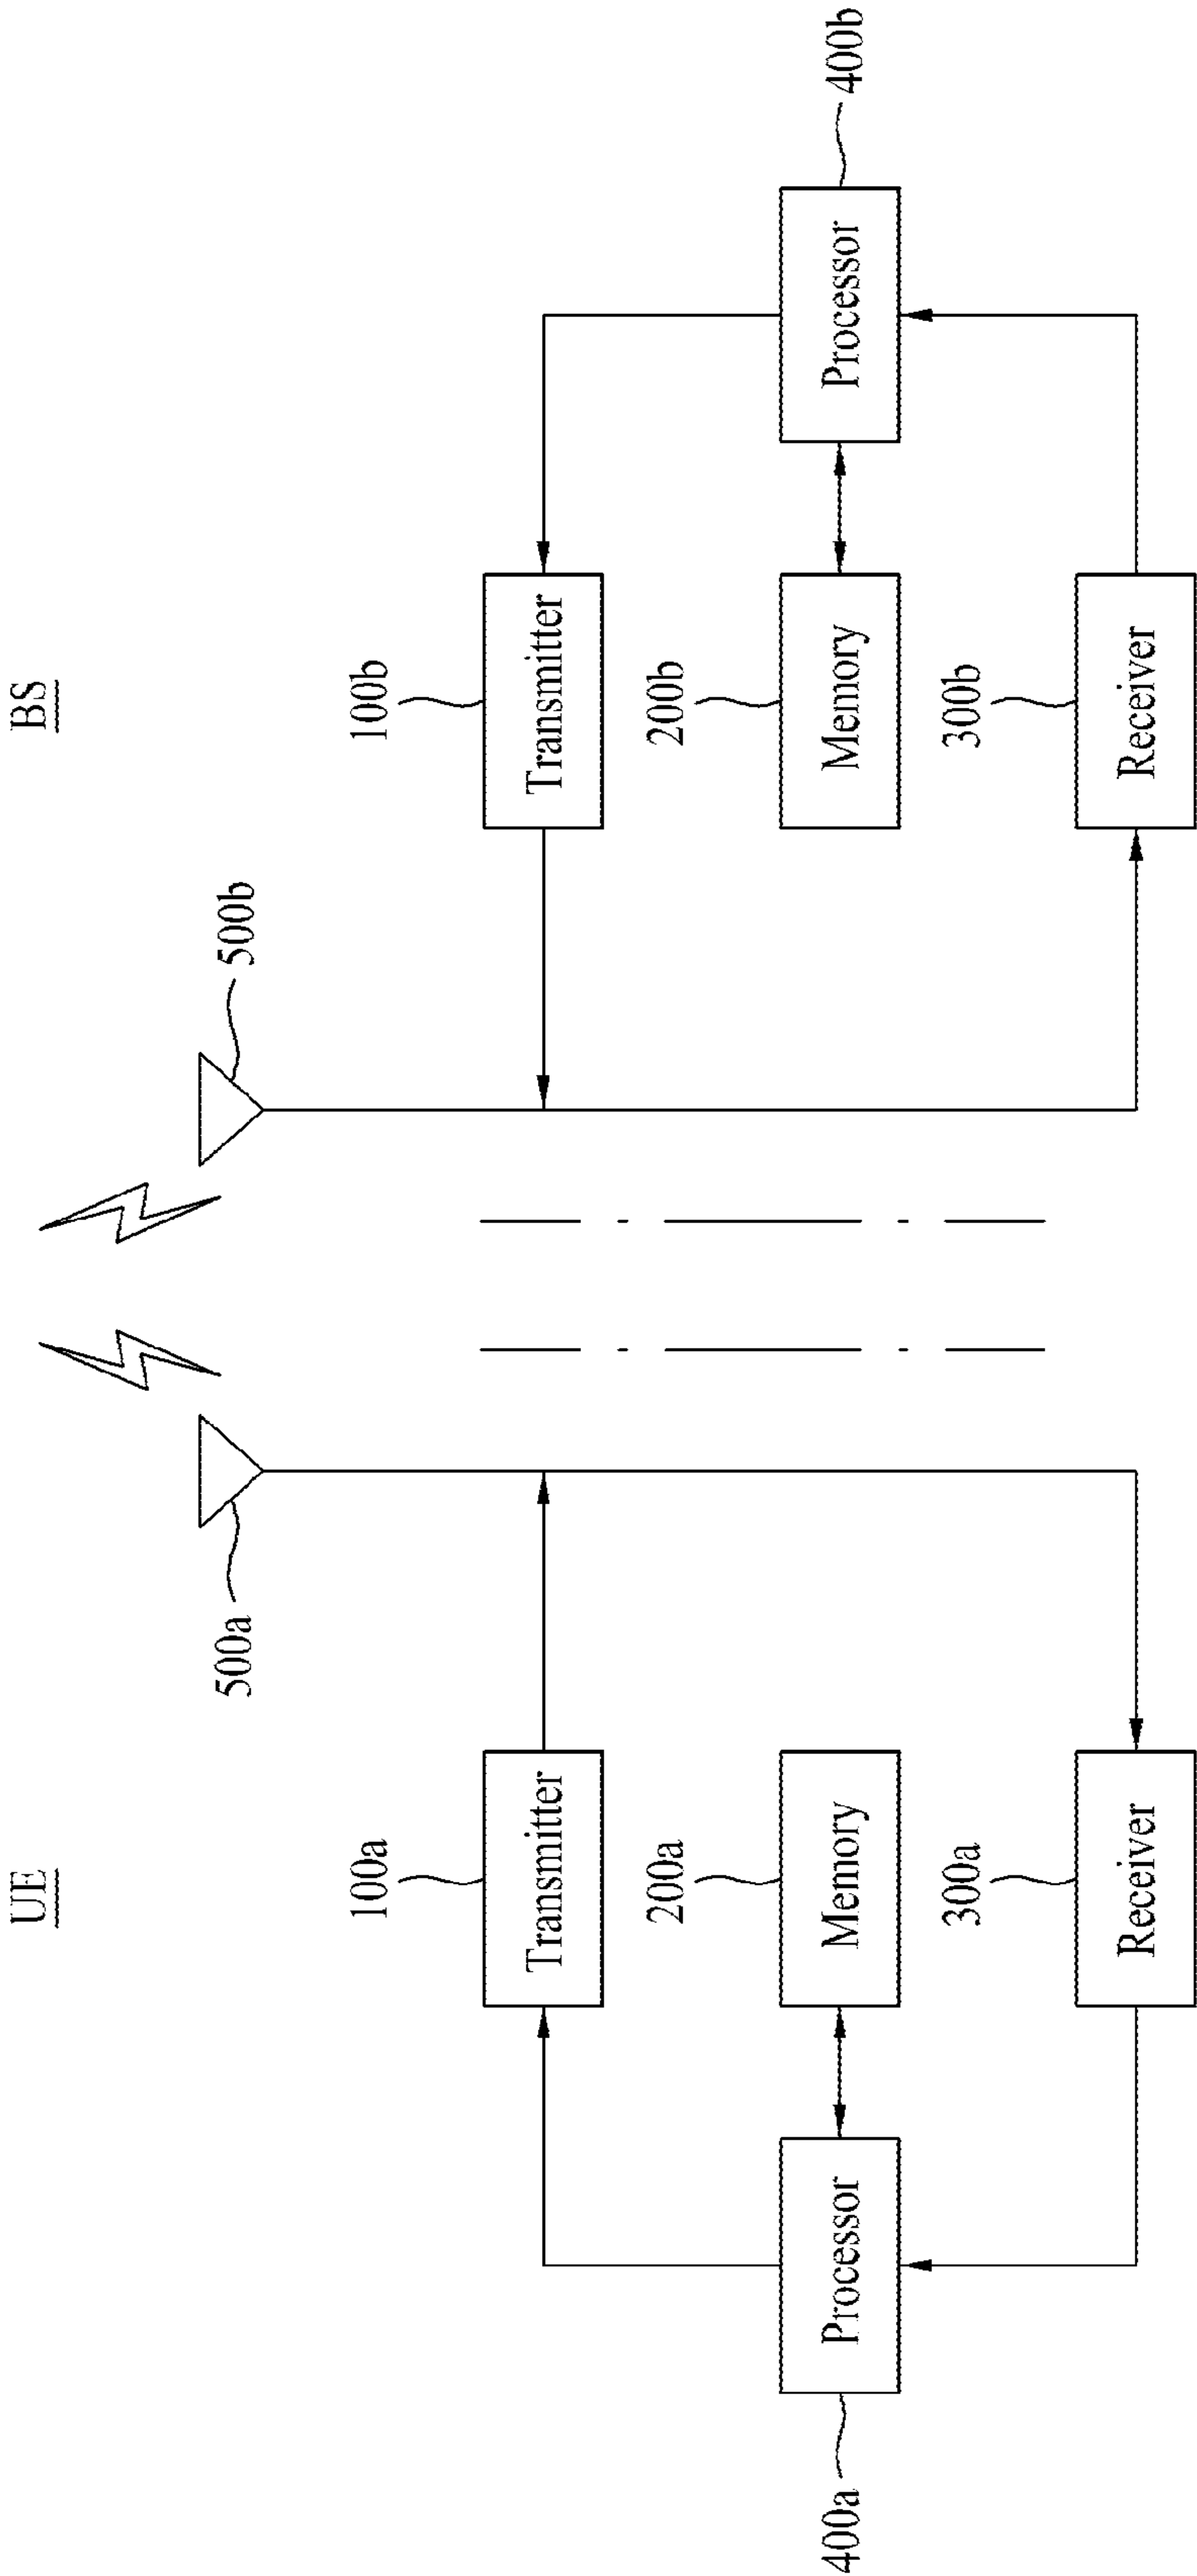 UE
BS
500a
500b
100a
Transmitter
100b
Transmitter
200a
Memory
200b
Memory
400a
Processor
400b
Processor
300a
Receiver
300b
Receiver